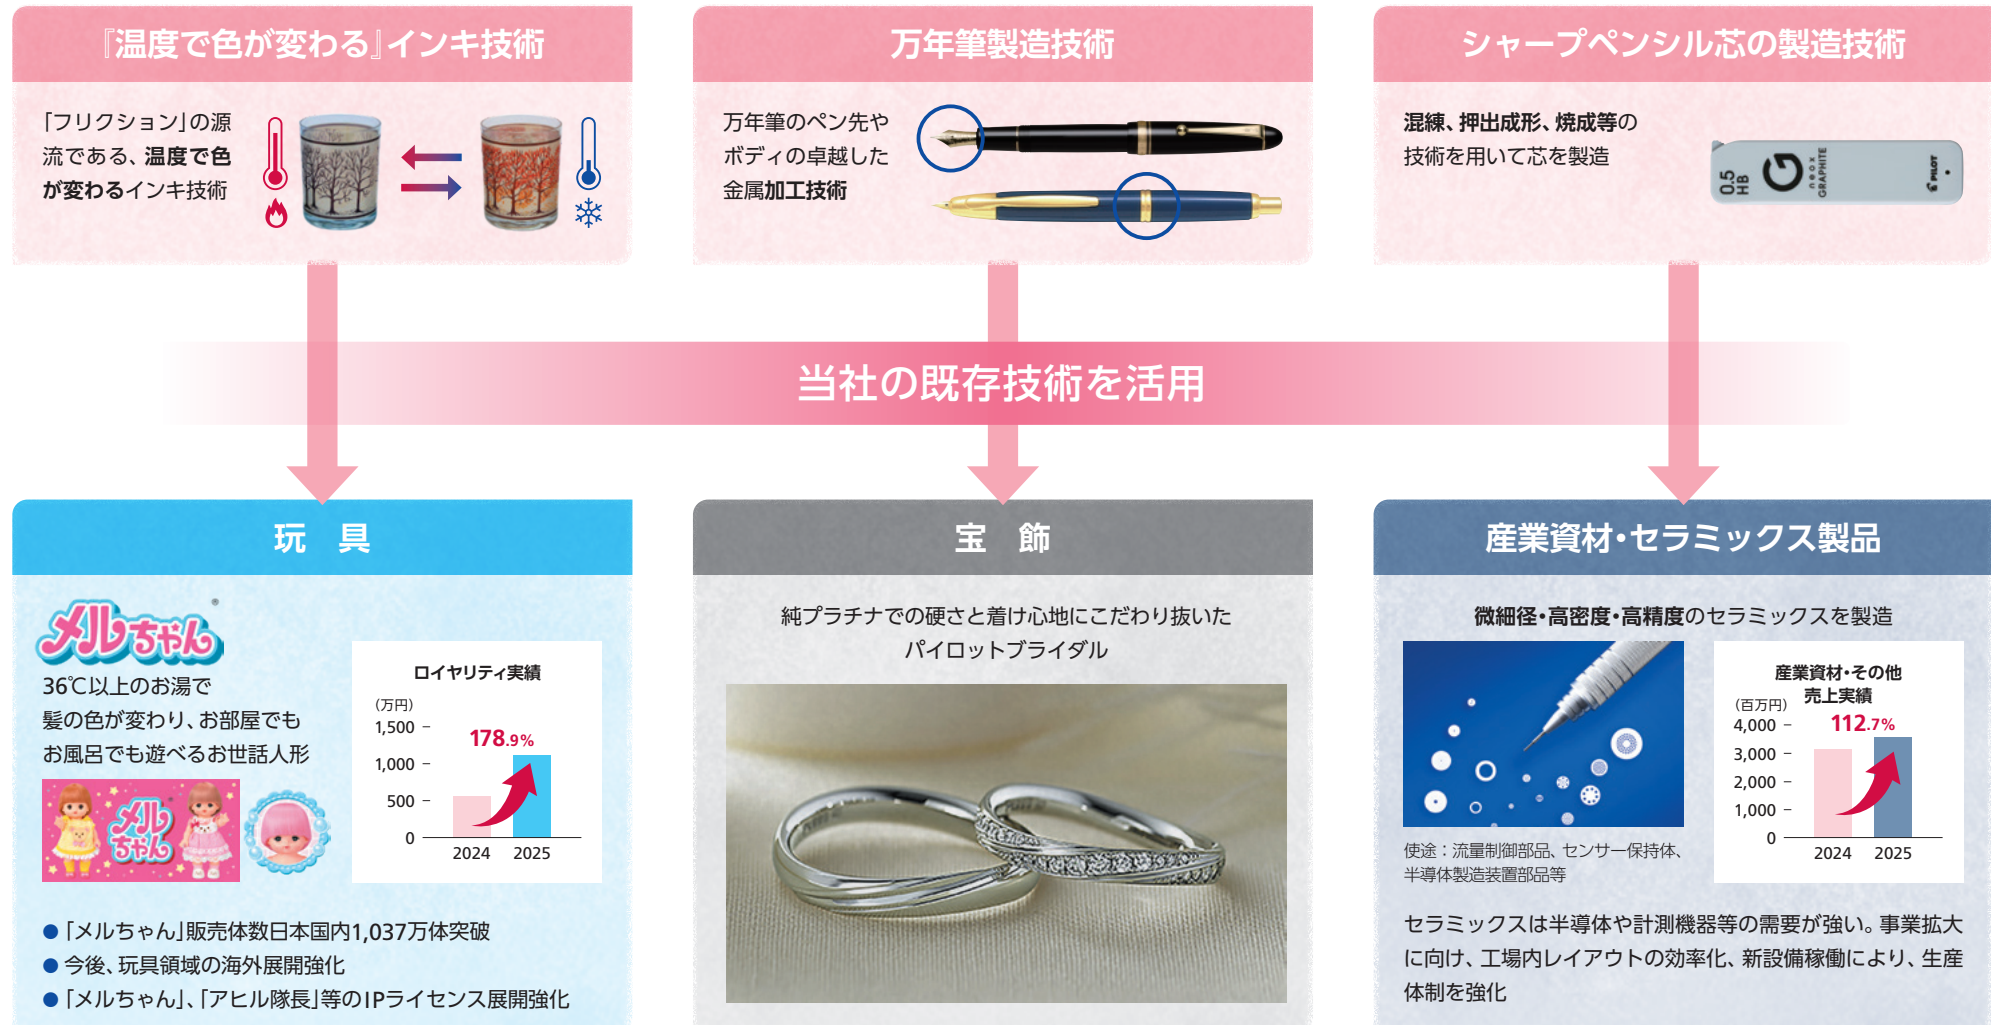 『温度で色が変わる』インキ技術
「フリクション」の源
流である、温度で色
が変わるインキ技術
万年筆製造技術
万年筆のペン先や
ボディの卓越した
金属加工技術
シャープペンシル芯の製造技術
混練、押出成形、焼成等の
技術を用いて芯を製造
0.5
HB
G
neox
GRAPHITE
PILOT
当社の既存技術を活用
玩 具
メルちゃん®
36℃以上のお湯で
髪の色が変わり、お部屋でも
お風呂でも遊べるお世話人形
メル
ちゃん
ロイヤリティ実績
(万円)
1,500
178.9%
1,000
500
0
2024 2025
●「メルちゃん」販売体数日本国内1,037万体突破
●今後、玩具領域の海外展開強化
●「メルちゃん」、「アヒル隊長」等のIPライセンス展開強化
宝 飾
純プラチナでの硬さと着け心地にこだわり抜いた
パイロットブライダル
産業資材・セラミックス製品
微細径・高密度・高精度のセラミックスを製造
使途:流量制御部品、センサー保持体、
半導体製造装置部品等
産業資材・その他
売上実績
(百万円)
4,000
112.7%
3,000
2,000
1,000
0
2024 2025
セラミックスは半導体や計測機器等の需要が強い。事業拡大
に向け、工場内レイアウトの効率化、新設備稼働により、生産
体制を強化